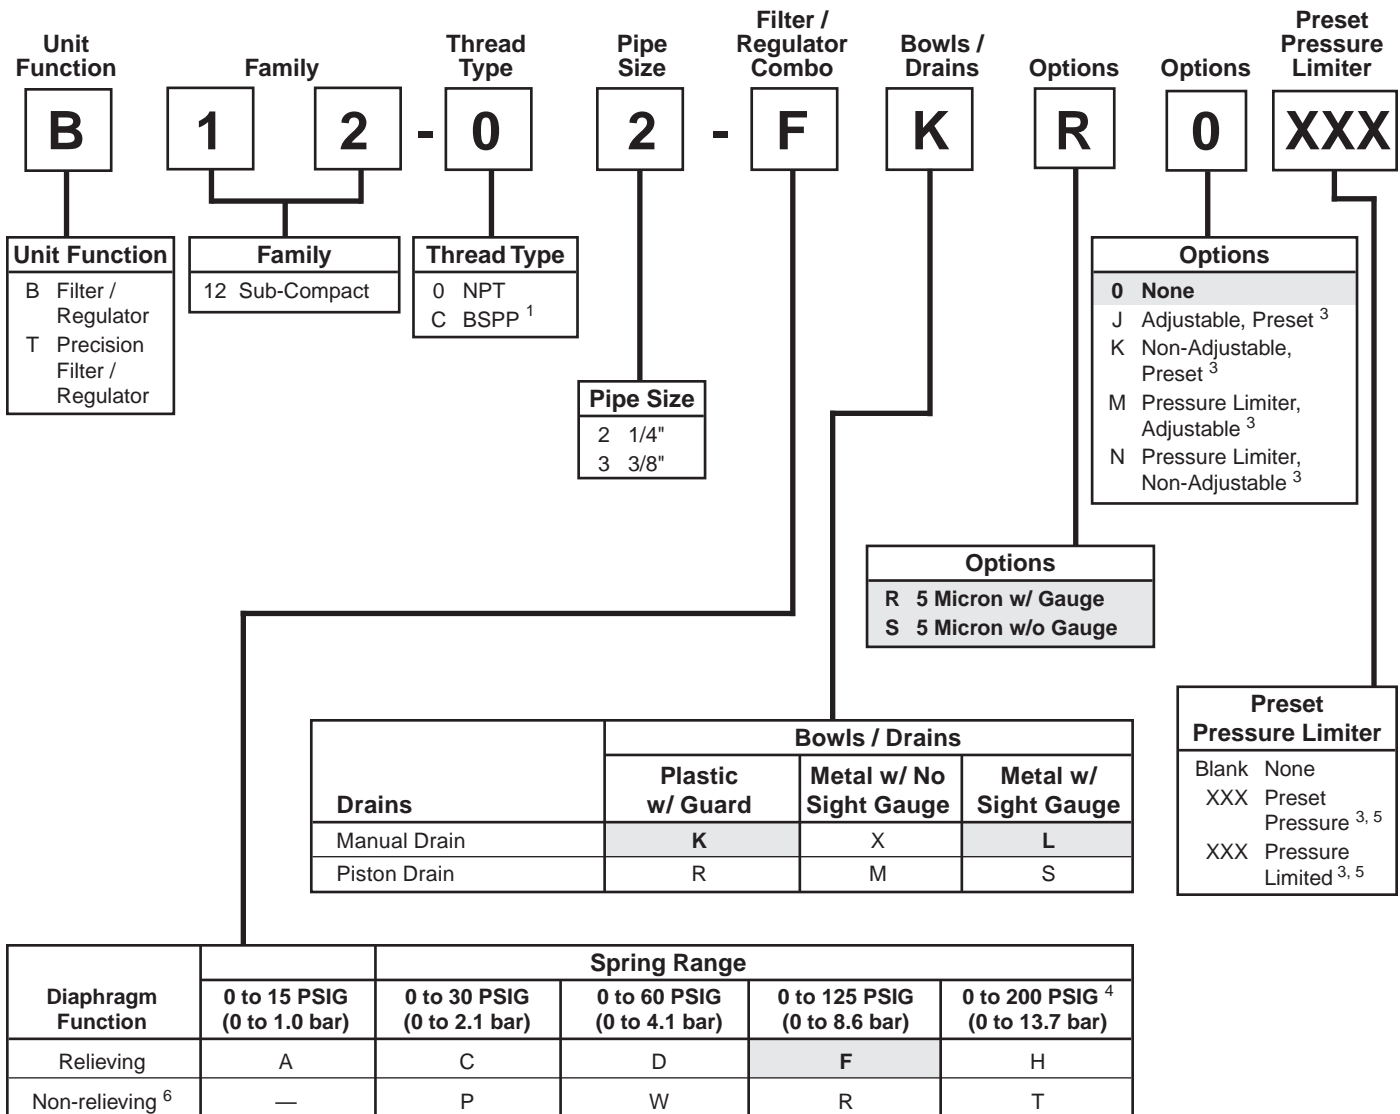 Unit Function
Family
Thread Type
Pipe Size
Filter / Regulator Combo
Bowls / Drains
Options
Options
Preset Pressure Limiter
B 1 2 - 0 2 - F K R 0 XXX
Unit Function
B Filter / Regulator
T Precision Filter / Regulator
Family
12 Sub-Compact
Thread Type
0 NPT
C BSPP 1
Pipe Size
2 1/4"
3 3/8"
Options
0 None
J Adjustable, Preset 3
K Non-Adjustable, Preset 3
M Pressure Limiter, Adjustable 3
N Pressure Limiter, Non-Adjustable 3
Options
R 5 Micron w/ Gauge
S 5 Micron w/o Gauge
Preset Pressure Limiter
Blank None
XXX Preset Pressure 3, 5
XXX Pressure Limited 3, 5
Bowls / Drains
Drains
Plastic w/ Guard
Metal w/ No Sight Gauge
Metal w/ Sight Gauge
Manual Drain K X L
Piston Drain R M S
Spring Range
Diaphragm Function
0 to 15 PSIG (0 to 1.0 bar)
0 to 30 PSIG (0 to 2.1 bar)
0 to 60 PSIG (0 to 4.1 bar)
0 to 125 PSIG (0 to 8.6 bar)
0 to 200 PSIG 4 (0 to 13.7 bar)
Relieving A C D F H
Non-relieving 6 — P W R T